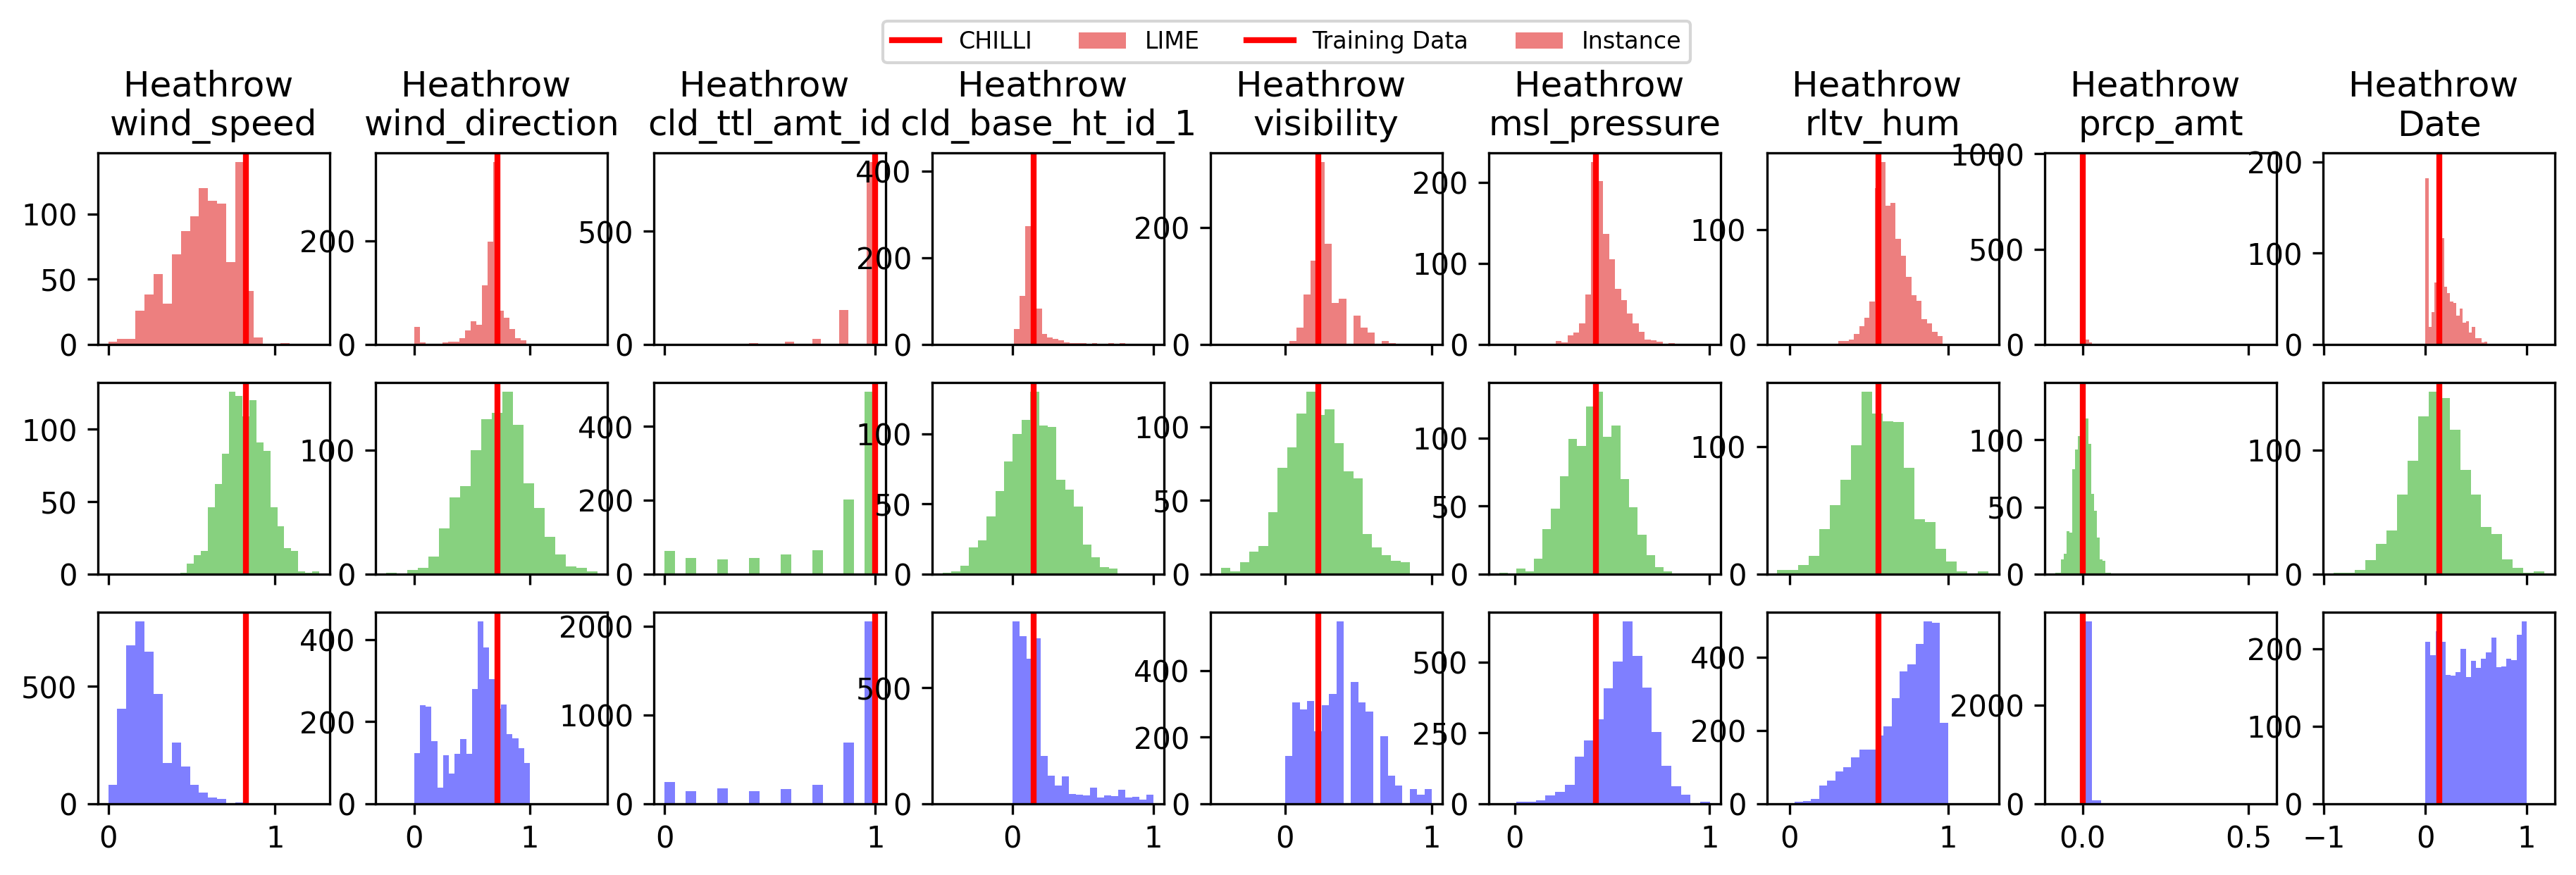 CHILLI LIME Training Data Instance
Heathrow Heathrow Heathrow Heathrow Heathrow Heathrow Heathrow Heathrow Heathrow
wind_speed wind_direction cld_ttl_amt_id cld_base_ht_id_1 visibility msl_pressure rltv_hum prcp_amt Date
100 50 0
200 0
500 0
400 200 0
200 0
200 100 0
100 0
1000 500 0
200 100 0
100 50 0
100 0
400 200 0
100 50 0
100 50 0
100 50 0
100 0
100 50 0
100 0
500 0
400 200 0
2000 1000 0
500 0
400 200 0
500 250 0
400 200 0
2000 0
200 100 0
0 1 0 1 0 1 0 1 0 1 0 1 0 1 0.0 0.5 −1 0 1